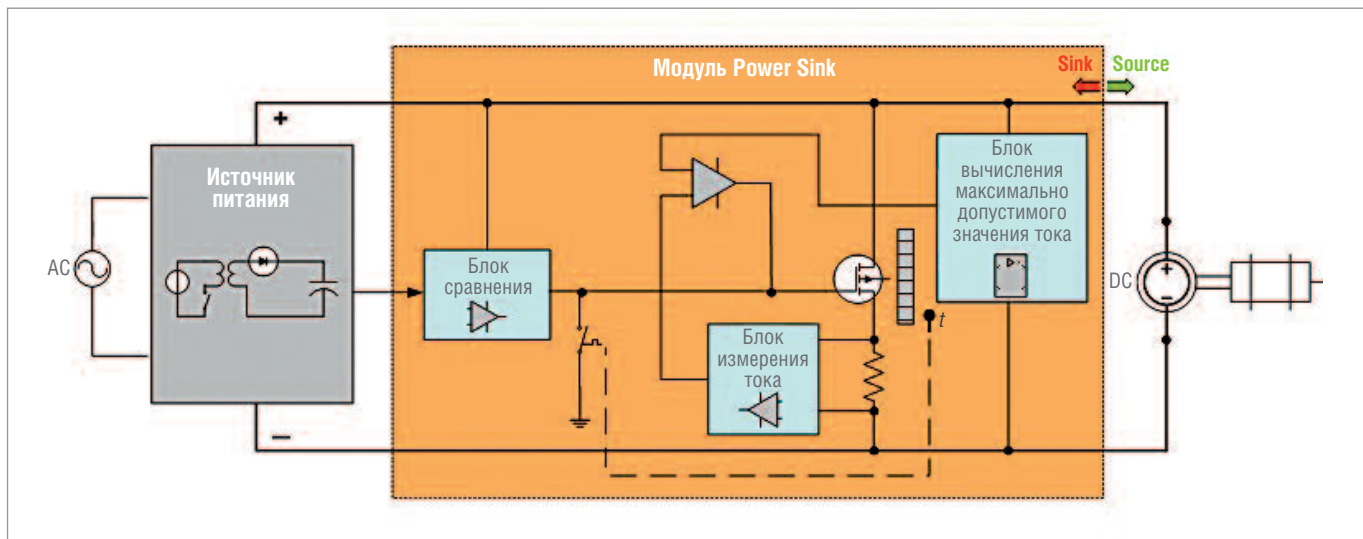 Модуль Power Sink
Sink Source
+
Источник
питания
AC
Блок
сравнения
Блок
измерения
тока
t
Блок
вычисления
максимально
допустимого
значения тока
DC
+
−
−